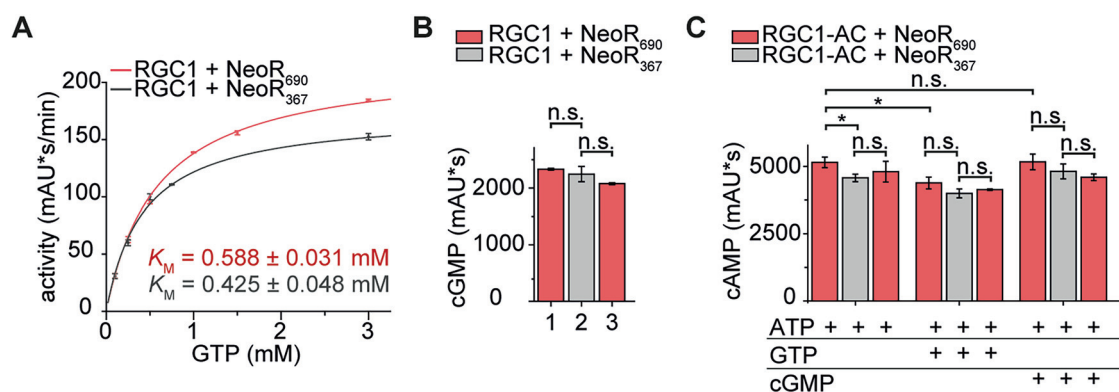 A
RGC1 + NeoR690
RGC1 + NeoR367
activity (mAU*s/min)
200
150
100
50
0
KM = 0.588 ± 0.031 mM
KM = 0.425 ± 0.048 mM
0
1
2
3
GTP (mM)
B
RGC1 + NeoR690
RGC1 + NeoR367
cGMP (mAU*s)
2000
1000
0
n.s.
n.s.
1 2 3
C
RGC1-AC + NeoR690
RGC1-AC + NeoR367
cAMP (mAU*s)
5000
2500
0
n.s.
*
*
n.s.
n.s.
n.s.
n.s.
n.s.
ATP + + + + + + + + +
GTP + + +
cGMP + + +